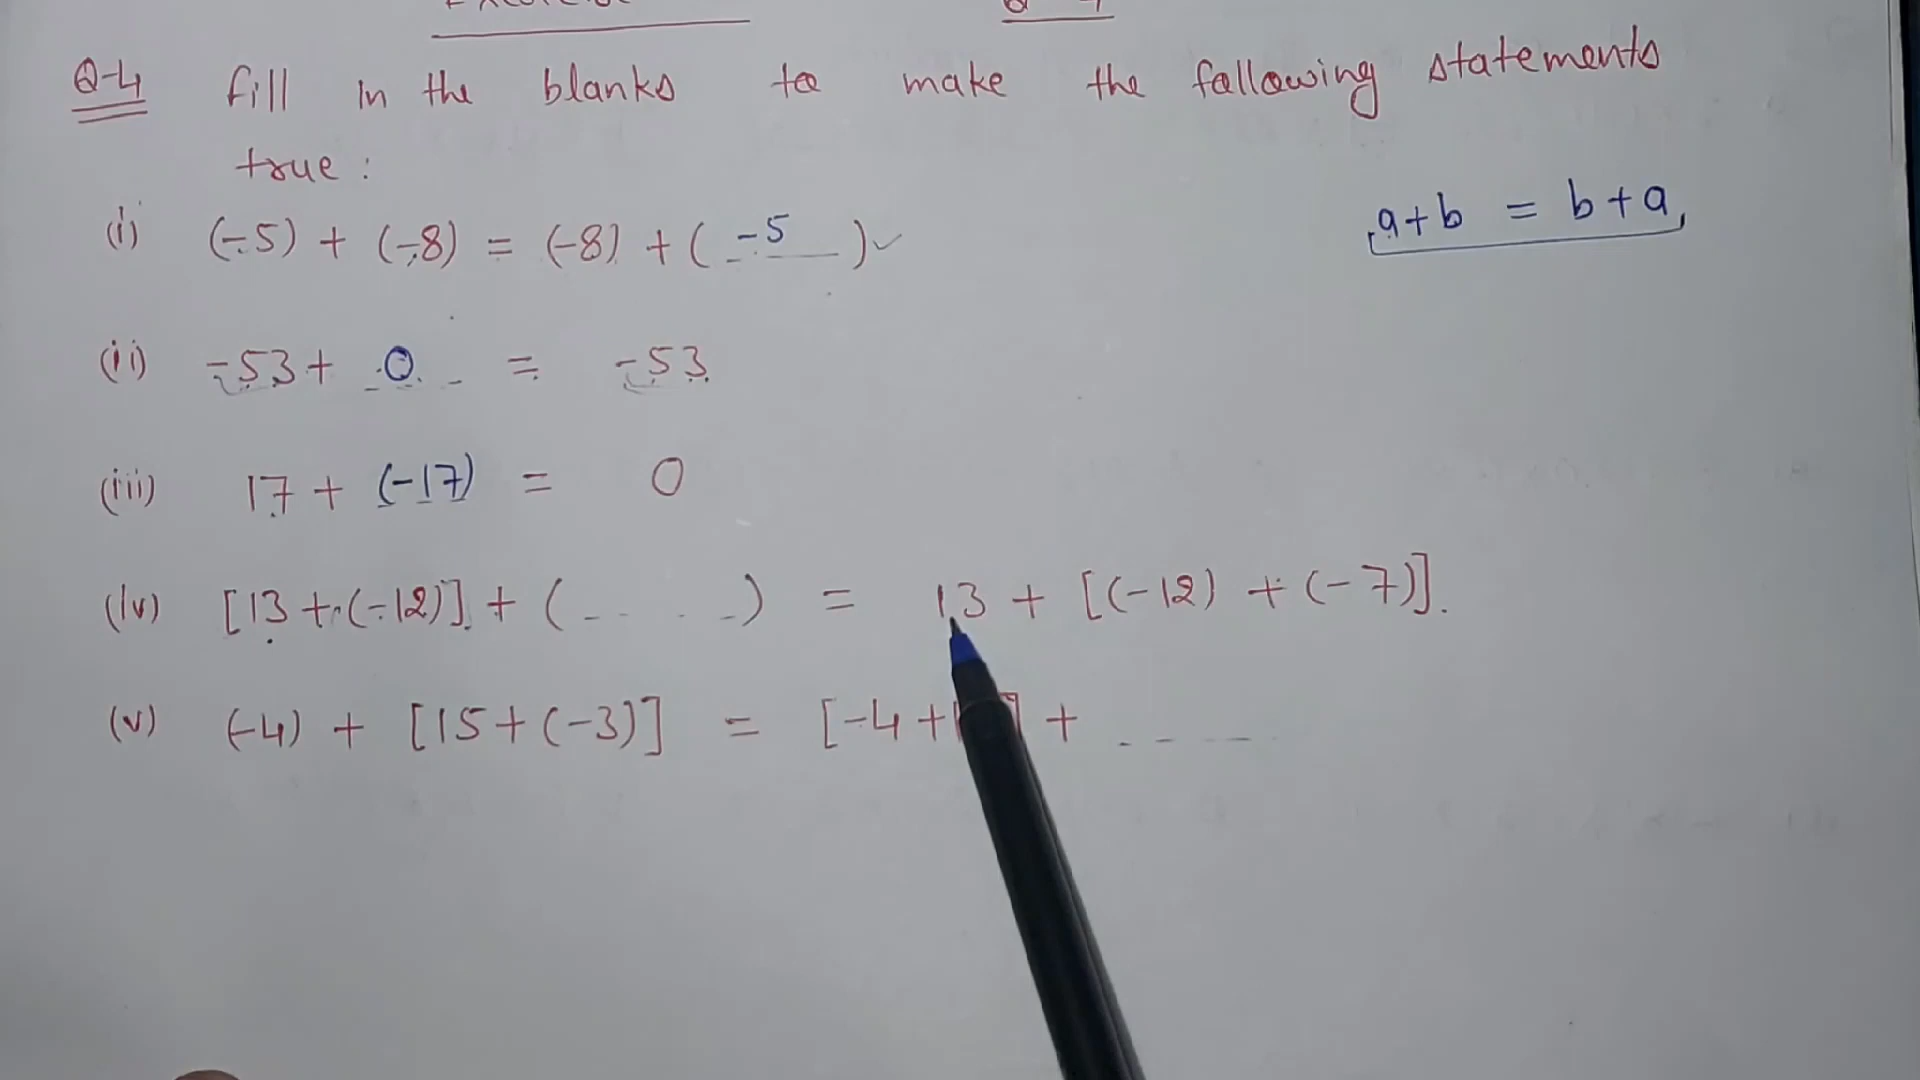 Q-4 fill in the blanks to make the following statements
true :
a+b = b+a
(i) (-5) + (-8) = (-8) + ( -5 )
(ii) -53 + 0 = -53
(iii) 17 + (-17) = 0
(iv) [13 + (-12)] + ( _ _ _ _ ) = 13 + [(-12) + (-7)].
(v) (-4) + [15 + (-3)] = [-4 + ] + _ _ _ _